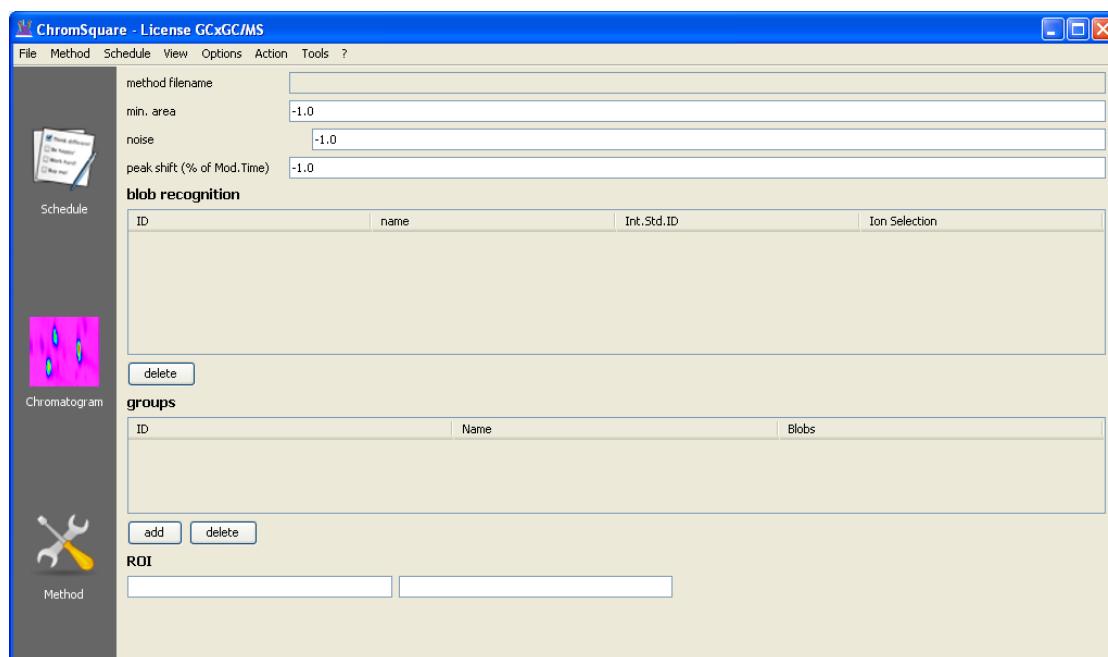 ChromSquare - License GCxGC/MS
File Method Schedule View Options Action Tools ?
method filename
min. area -1.0
noise -1.0
peak shift (% of Mod.Time) -1.0
Schedule
blob recognition
ID name Int.Std.ID Ion Selection
delete
Chromatogram
groups
ID Name Blobs
add delete
ROI
Method